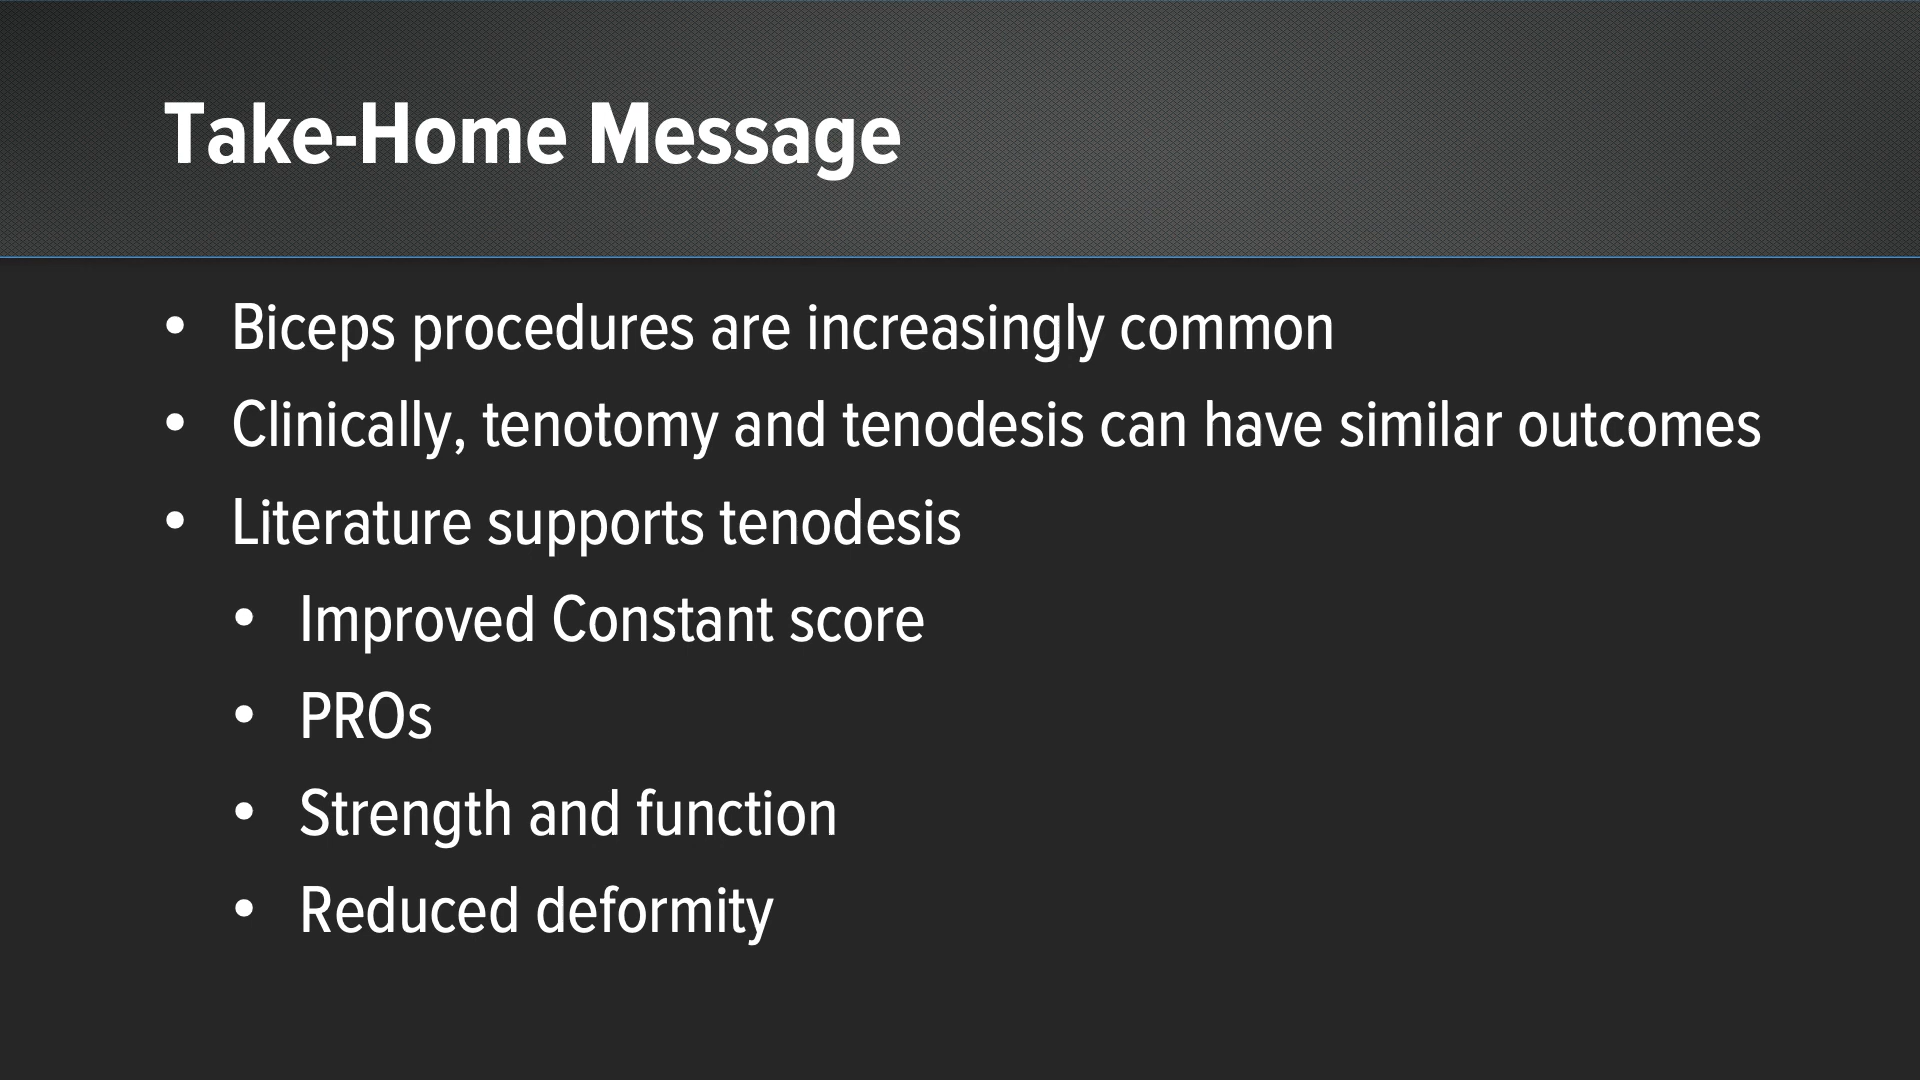 Take-Home Message
• Biceps procedures are increasingly common
• Clinically, tenotomy and tenodesis can have similar outcomes
• Literature supports tenodesis
• Improved Constant score
• PROs
• Strength and function
• Reduced deformity